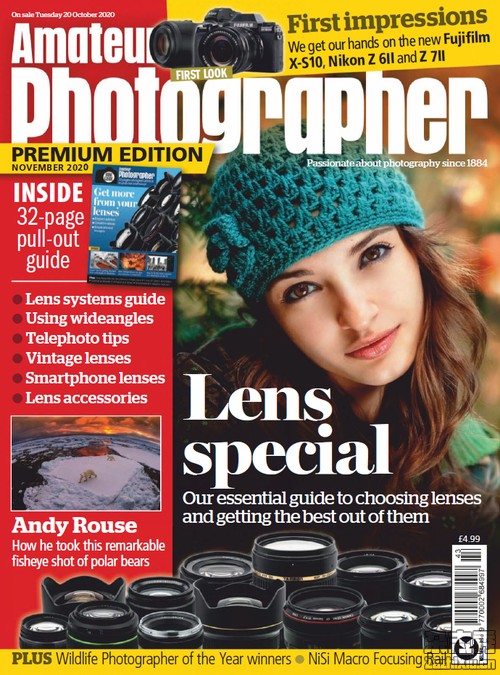 On sale Tuesday 20 October 2020
Amateur
Photographer
FUJIFILM
FIRST LOOK
First impressions
We get our hands on the new Fujifilm
X-S10, Nikon Z 6II and Z 7II
PREMIUM EDITION
NOVEMBER 2020
Passionate about photography since 1884
INSIDE
32-page
pull-out
guide
Photographer
Get more
from your
lenses
Lens systems guide
Using wideangles
Telephoto tips
Vintage lenses
Smartphone lenses
Lens accessories
Lens
special
Our essential guide to choosing lenses
and getting the best out of them
Andy Rouse
How he took this remarkable
fisheye shot of polar bears
£4.99
43
9 770002 684997
PLUS Wildlife Photographer of the Year winners • NiSi Macro Focusing Rail